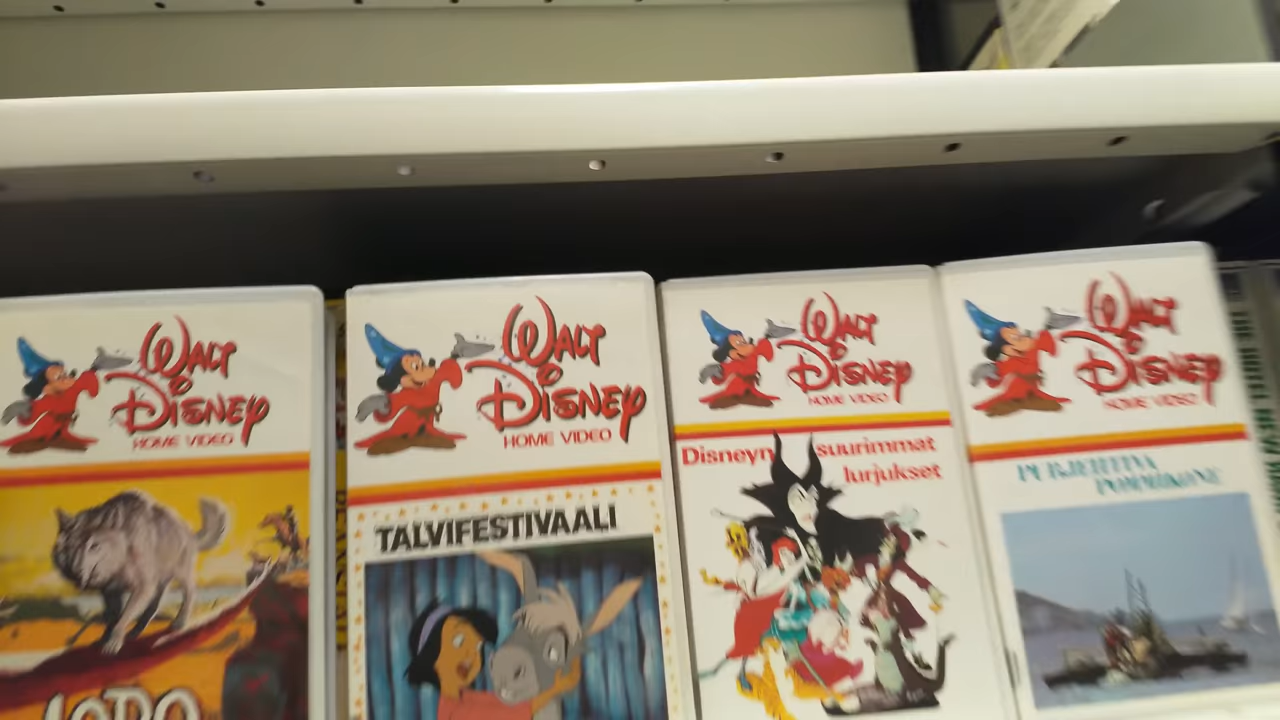 WALT
DISNEY
HOME VIDEO
WALT
DISNEY
HOME VIDEO
TALVIFESTIVAALI
WALT
DISNEY
HOME VIDEO
Disneyn suurimmat
lurjukset
WALT
DISNEY
HOME VIDEO